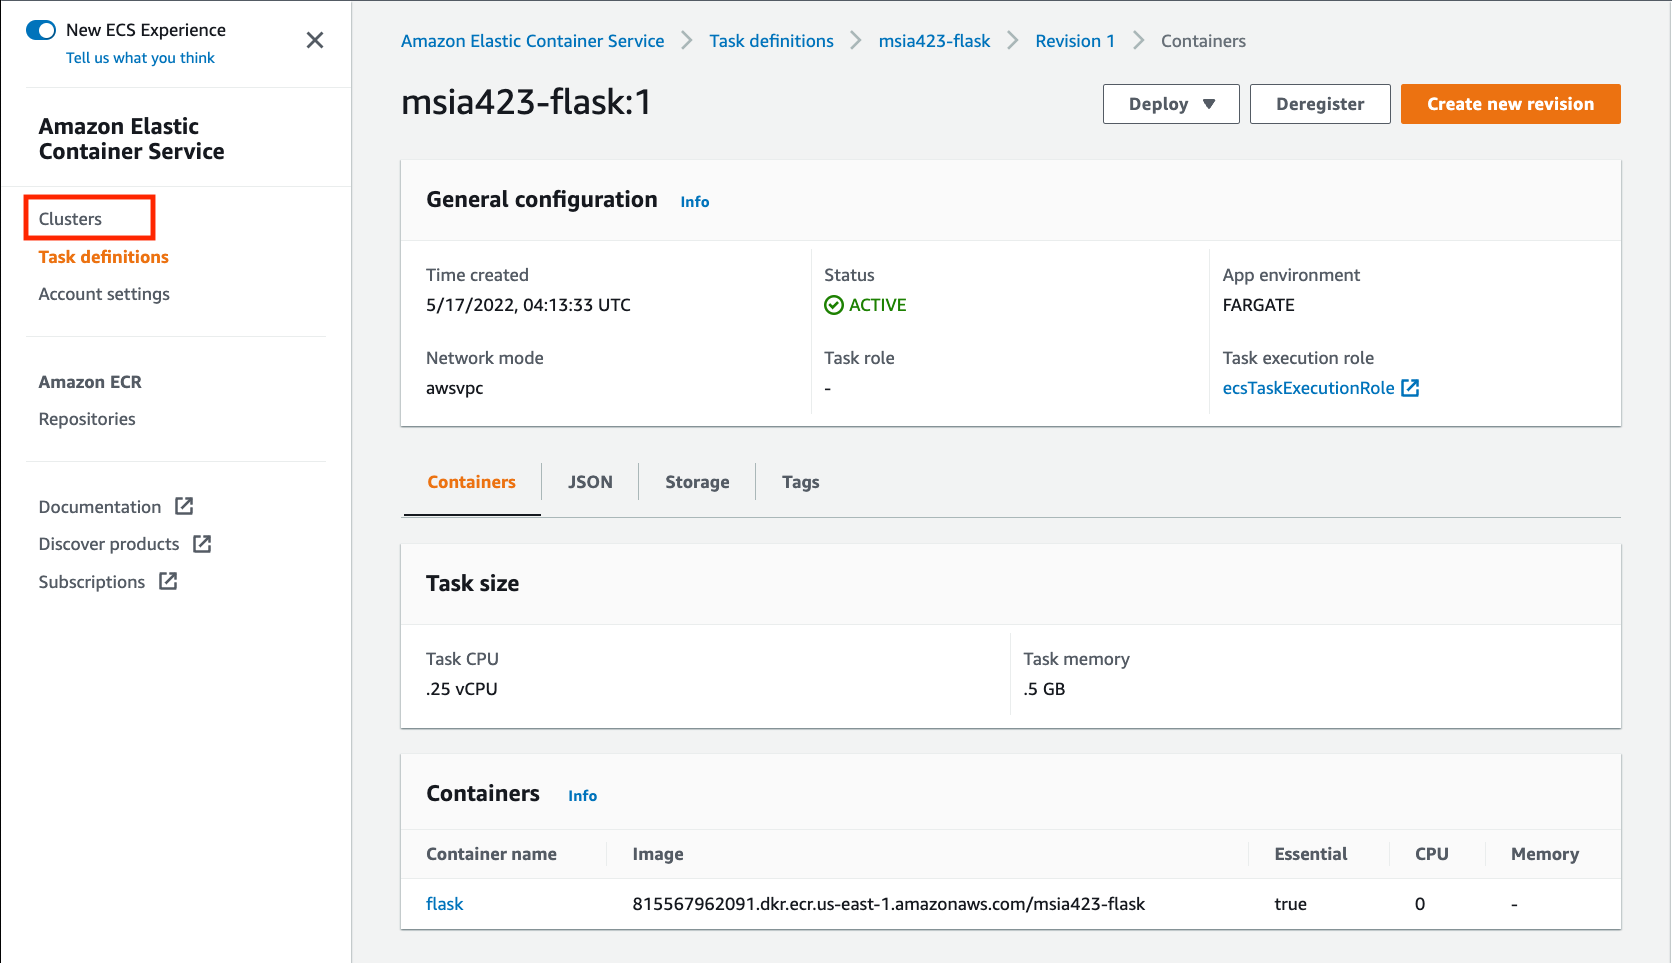 New ECS Experience
Tell us what you think
Amazon Elastic
Container Service
Clusters
Task definitions
Account settings
Amazon ECR
Repositories
Documentation
Discover products
Subscriptions
Amazon Elastic Container Service > Task definitions > msia423-flask > Revision 1 > Containers
msia423-flask:1
Deploy ▼ Deregister Create new revision
General configuration Info
Time created Status App environment
5/17/2022, 04:13:33 UTC ACTIVE FARGATE
Network mode Task role Task execution role
awsvpc - ecsTaskExecutionRole
Containers JSON Storage Tags
Task size
Task CPU Task memory
.25 vCPU .5 GB
Containers Info
Container name Image Essential CPU Memory
flask 815567962091.dkr.ecr.us-east-1.amazonaws.com/msia423-flask true 0 -